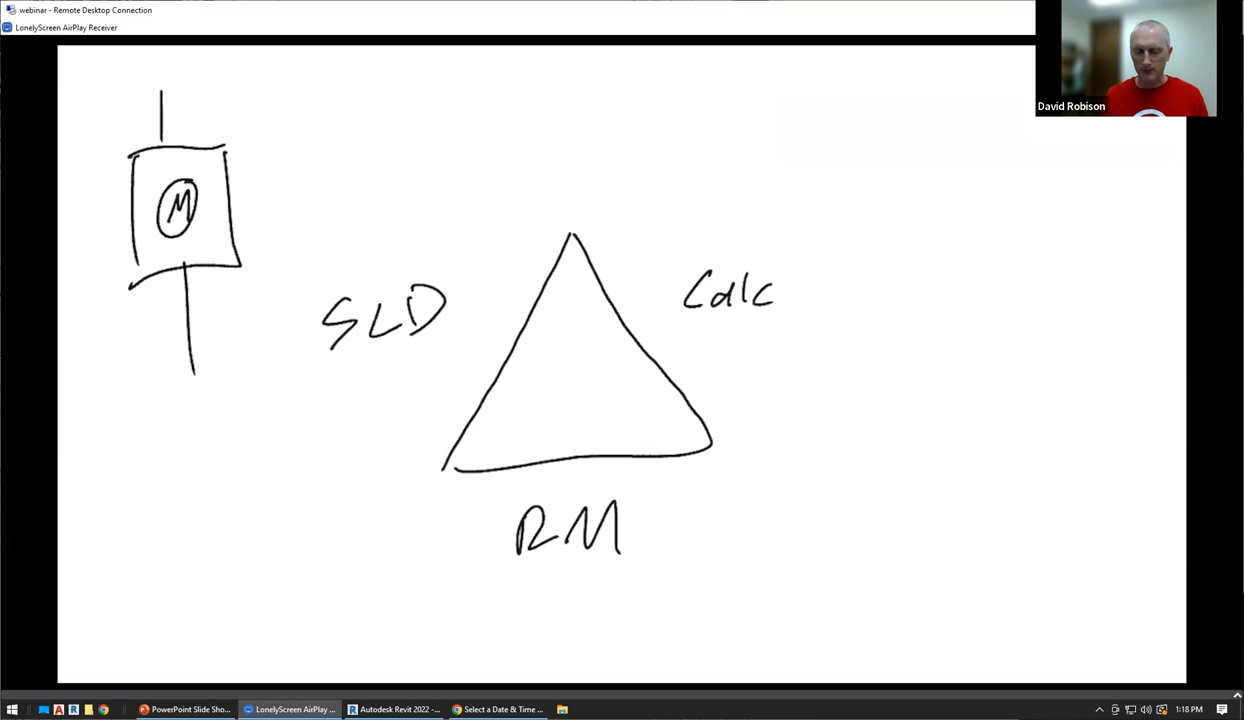 webinar - Remote Desktop Connection
LonelyScreen AirPlay Receiver
David Robison
M
SLD
Calc
RM
PowerPoint Slide Sho...
LonelyScreen AirPlay ...
Autodesk Revit 2022 -...
Select a Date & Time ...
1:18 PM